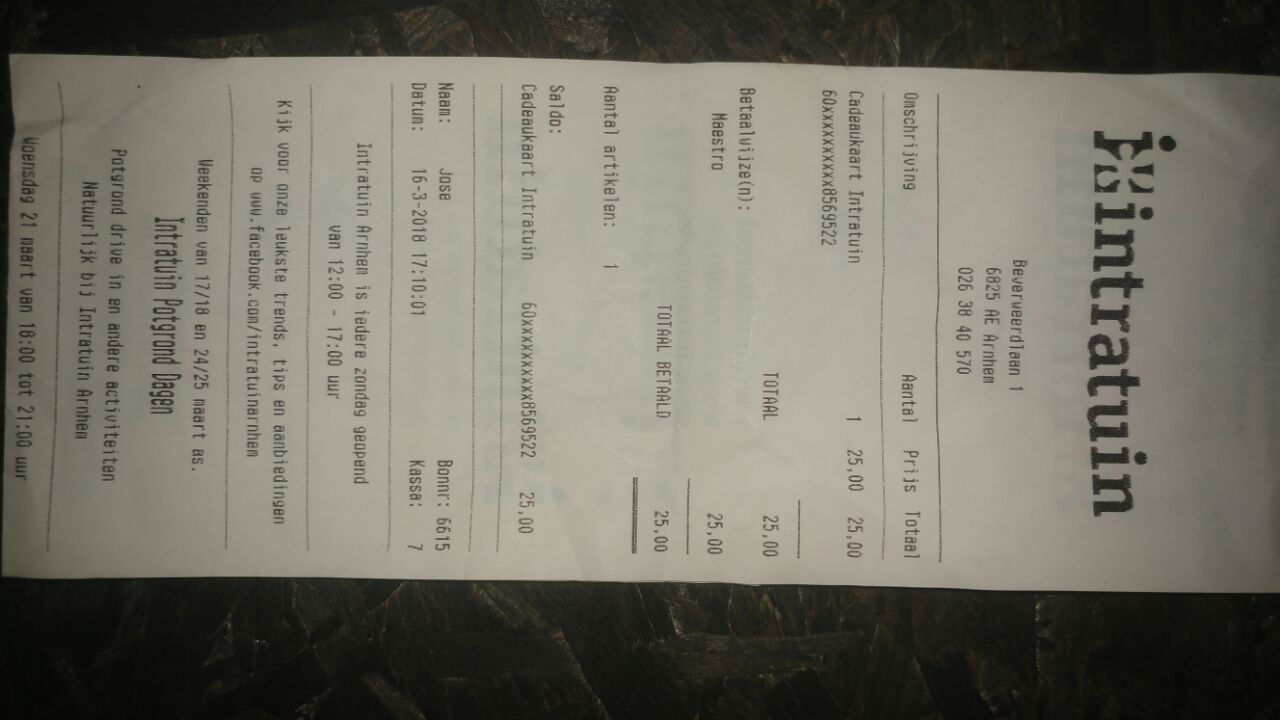 intratuin
Beverweerdlaan 1
6825 AE Arnhem
026 38 40 570
Omschrijving Aantal Prijs Totaal
Cadeaukaart Intratuin 1 25,00 25,00
60xxxxxxxxxx8569522
TOTAAL 25,00
Betaalwijze(n):
Maestro 25,00
TOTAAL BETAALD 25,00
Aantal artikelen: 1
Saldo:
Cadeaukaart Intratuin 60xxxxxxxxxx8569522 25,00
Naam: Jose Bonnr: 6615
Datum: 16-3-2018 17:10:01 Kassa: 7
Intratuin Arnhem is iedere zondag geopend
van 12:00 - 17:00 uur
Kijk voor onze leukste trends, tips en aanbiedingen
op www.facebook.com/intratuinarnhem
Weekenden van 17/18 en 24/25 maart as.
Intratuin Potgrond Dagen
Potgrond drive in en andere activiteiten
Natuurlijk bij Intratuin Arnhem
Woensdag 21 maart van 18:00 tot 21:00 uur